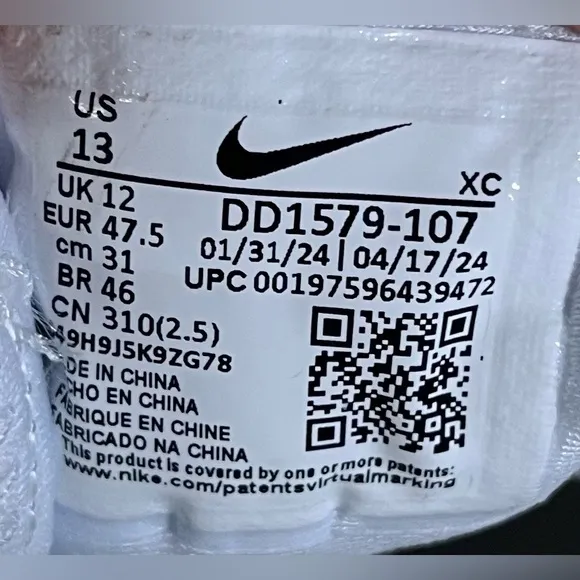 US
13
XC
UK 12
EUR 47.5
cm 31
BR 46
CN 310(2.5)
DD1579-107
01/31/24 | 04/17/24
UPC 00197596439472
49H9J5K9ZG78
DE IN CHINA
CHO EN CHINA
FABRIQUE EN CHINE
FABRICADO NA CHINA
This product is covered by one or more patents:
www.nike.com/patentsvirtualmarking